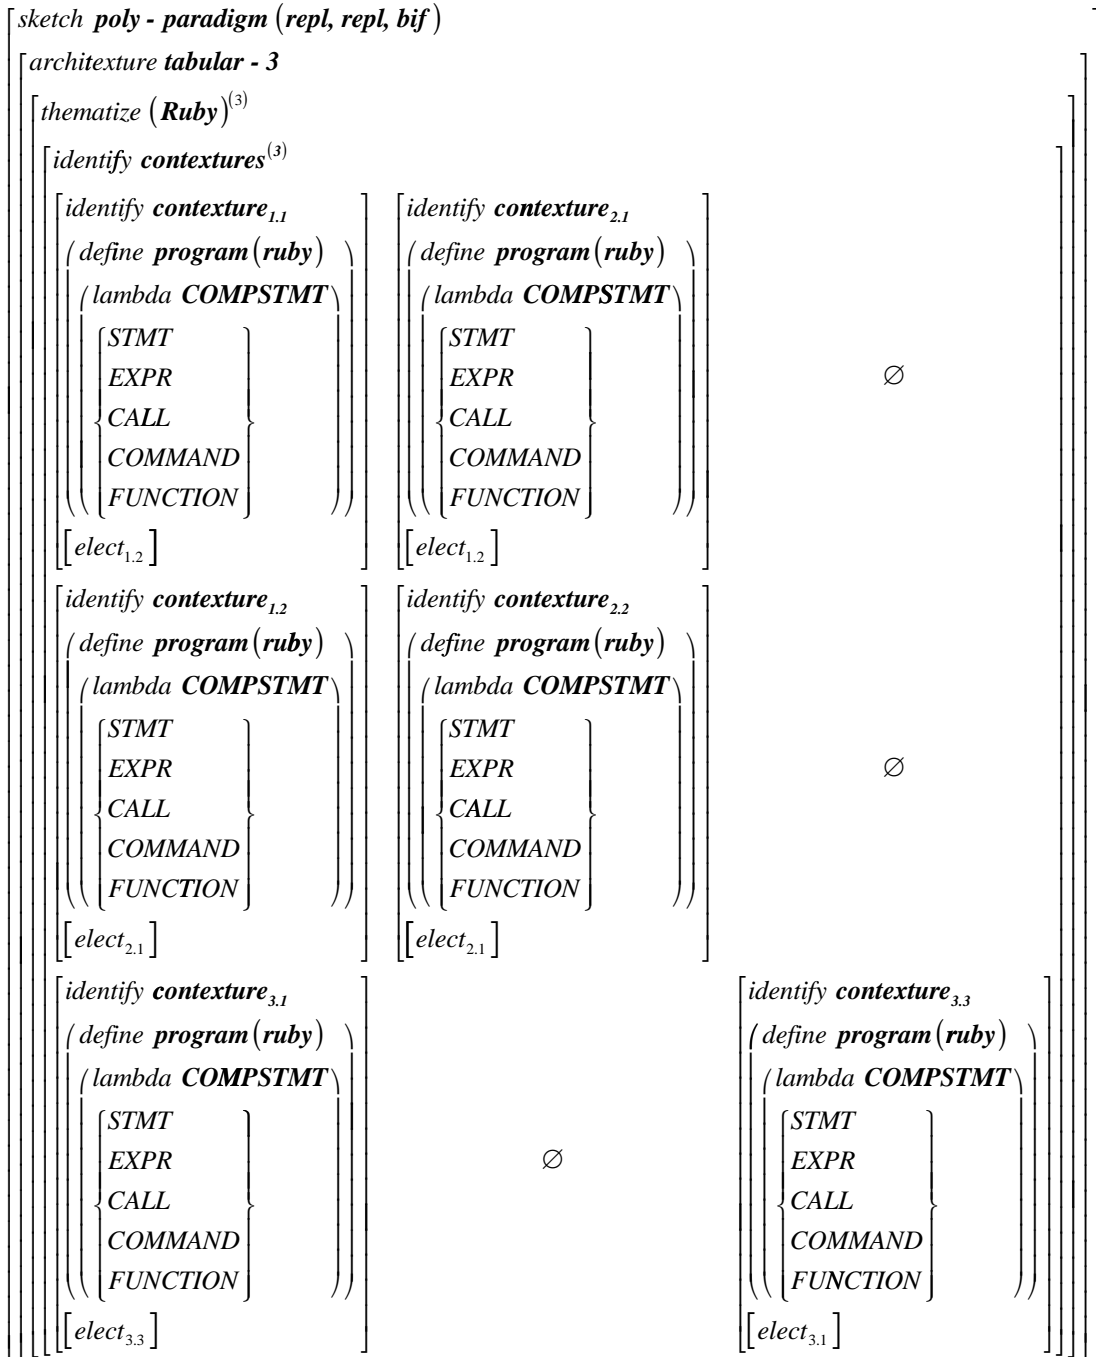 sketch poly - paradigm (repl, repl, bif)
architexture tabular - 3
thematize (Ruby)^(3)
identify contextures^(3)
identify contexture_1.1 identify contexture_2.1
define program (ruby) define program (ruby)
lambda COMPSTMT lambda COMPSTMT
STMT STMT
EXPR EXPR ∅
CALL CALL
COMMAND COMMAND
FUNCTION FUNCTION
[elect_1.2] [elect_1.2]
identify contexture_1.2 identify contexture_2.2
define program (ruby) define program (ruby)
lambda COMPSTMT lambda COMPSTMT
STMT STMT
EXPR EXPR ∅
CALL CALL
COMMAND COMMAND
FUNCTION FUNCTION
[elect_2.1] [elect_2.1]
identify contexture_3.1 identify contexture_3.3
define program (ruby) define program (ruby)
lambda COMPSTMT lambda COMPSTMT
STMT STMT
EXPR ∅ EXPR
CALL CALL
COMMAND COMMAND
FUNCTION FUNCTION
[elect_3.3] [elect_3.1]